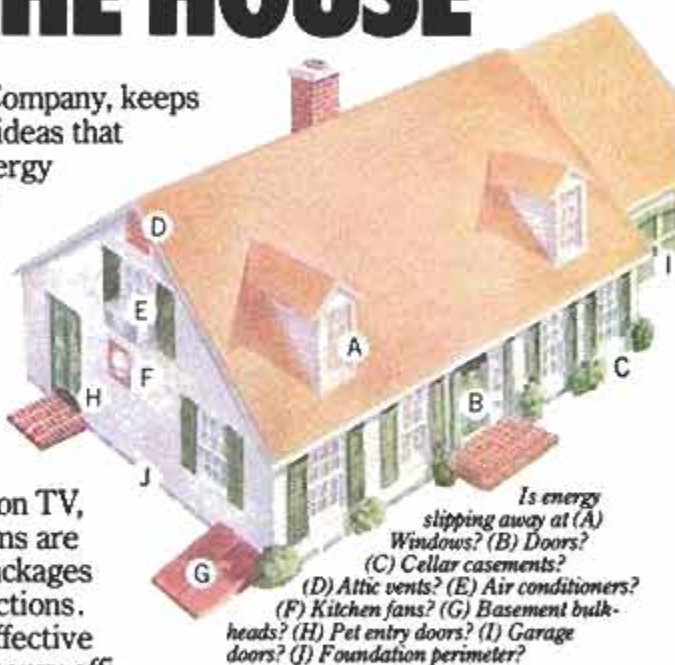 THE HOUSE
Company, keeps
ideas that
ergy
D
E
A
I
F
C
H
B
J
on TV,
ns are
ckages
ctions.
ffective
G
Is energy
slipping away at (A)
Windows? (B) Doors?
(C) Cellar casements?
(D) Attic vents? (E) Air conditioners?
(F) Kitchen fans? (G) Basement bulk-
heads? (H) Pet entry doors? (I) Garage
doors? (J) Foundation perimeter?